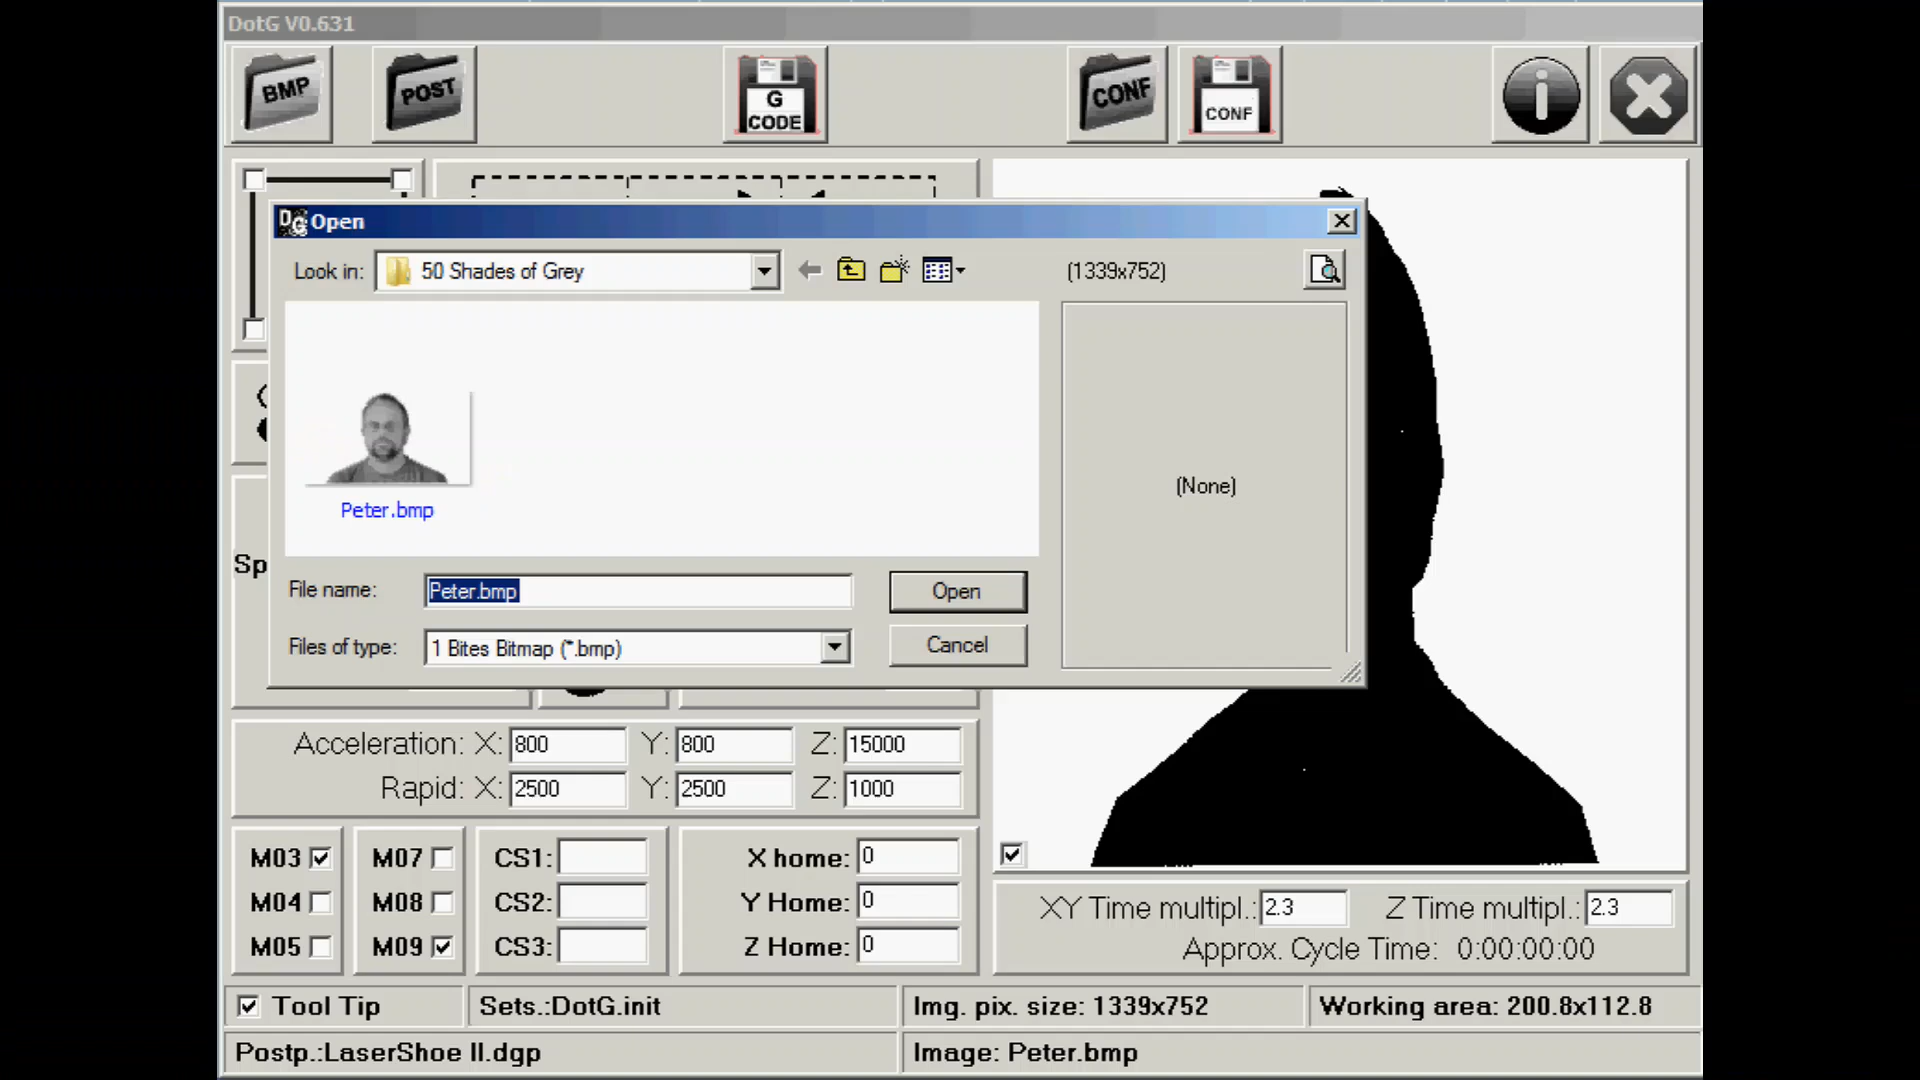 DotG V0.631
BMP
POST
G
CODE
CONF
CONF
DG Open
Look in:
50 Shades of Grey
(1339x752)
Peter.bmp
(None)
Sp
File name:
Peter.bmp
Open
Files of type:
1 Bites Bitmap (*.bmp)
Cancel
Acceleration: X: 800 Y: 800 Z: 15000
Rapid: X: 2500 Y: 2500 Z: 1000
M03 M07 CS1: X home: 0
M04 M08 CS2: Y Home: 0
M05 M09 CS3: Z Home: 0
XY Time multipl.: 2.3 Z Time multipl.: 2.3
Approx. Cycle Time: 0:00:00:00
Tool Tip Sets.:DotG.init Img. pix. size: 1339x752 Working area: 200.8x112.8
Postp.:LaserShoe II.dgp Image: Peter.bmp